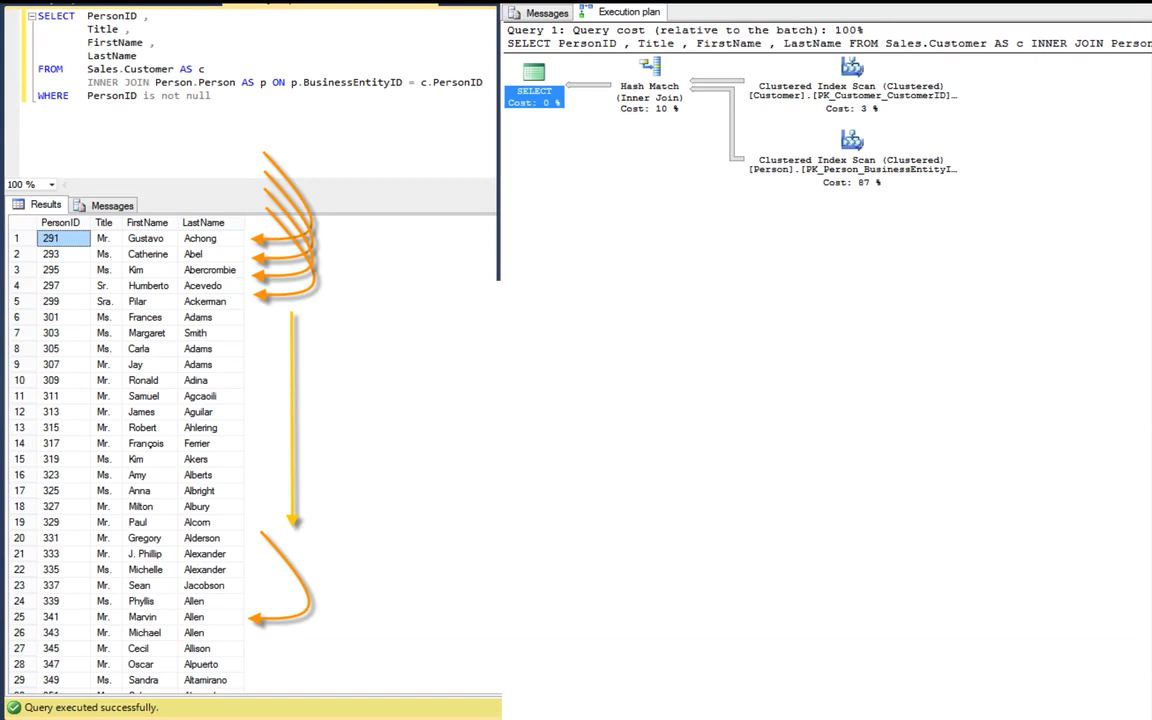 SELECT PersonID ,
Title ,
FirstName ,
LastName
FROM Sales.Customer AS c
INNER JOIN Person.Person AS p ON p.BusinessEntityID = c.PersonID
WHERE PersonID is not null
100 %
Results Messages
PersonID Title FirstName LastName
1 291 Mr. Gustavo Achong
2 293 Ms. Catherine Abel
3 295 Ms. Kim Abercrombie
4 297 Sr. Humberto Acevedo
5 299 Sra. Pilar Ackerman
6 301 Ms. Frances Adams
7 303 Ms. Margaret Smith
8 305 Ms. Carla Adams
9 307 Mr. Jay Adams
10 309 Mr. Ronald Adina
11 311 Mr. Samuel Agcaoili
12 313 Mr. James Aguilar
13 315 Mr. Robert Ahlering
14 317 Mr. François Ferrier
15 319 Ms. Kim Akers
16 323 Ms. Amy Alberts
17 325 Ms. Anna Albright
18 327 Mr. Milton Albury
19 329 Mr. Paul Alcorn
20 331 Mr. Gregory Alderson
21 333 Mr. J. Phillip Alexander
22 335 Ms. Michelle Alexander
23 337 Mr. Sean Jacobson
24 339 Ms. Phyllis Allen
25 341 Mr. Marvin Allen
26 343 Mr. Michael Allen
27 345 Mr. Cecil Allison
28 347 Mr. Oscar Alpuerto
29 349 Ms. Sandra Altamirano
Query executed successfully.
Messages Execution plan
Query 1: Query cost (relative to the batch): 100%
SELECT PersonID , Title , FirstName , LastName FROM Sales.Customer AS c INNER JOIN Person
SELECT
Cost: 0 %
Hash Match
(Inner Join)
Cost: 10 %
Clustered Index Scan (Clustered)
[Customer].[PK_Customer_CustomerID]…
Cost: 3 %
Clustered Index Scan (Clustered)
[Person].[PK_Person_BusinessEntityI…
Cost: 87 %